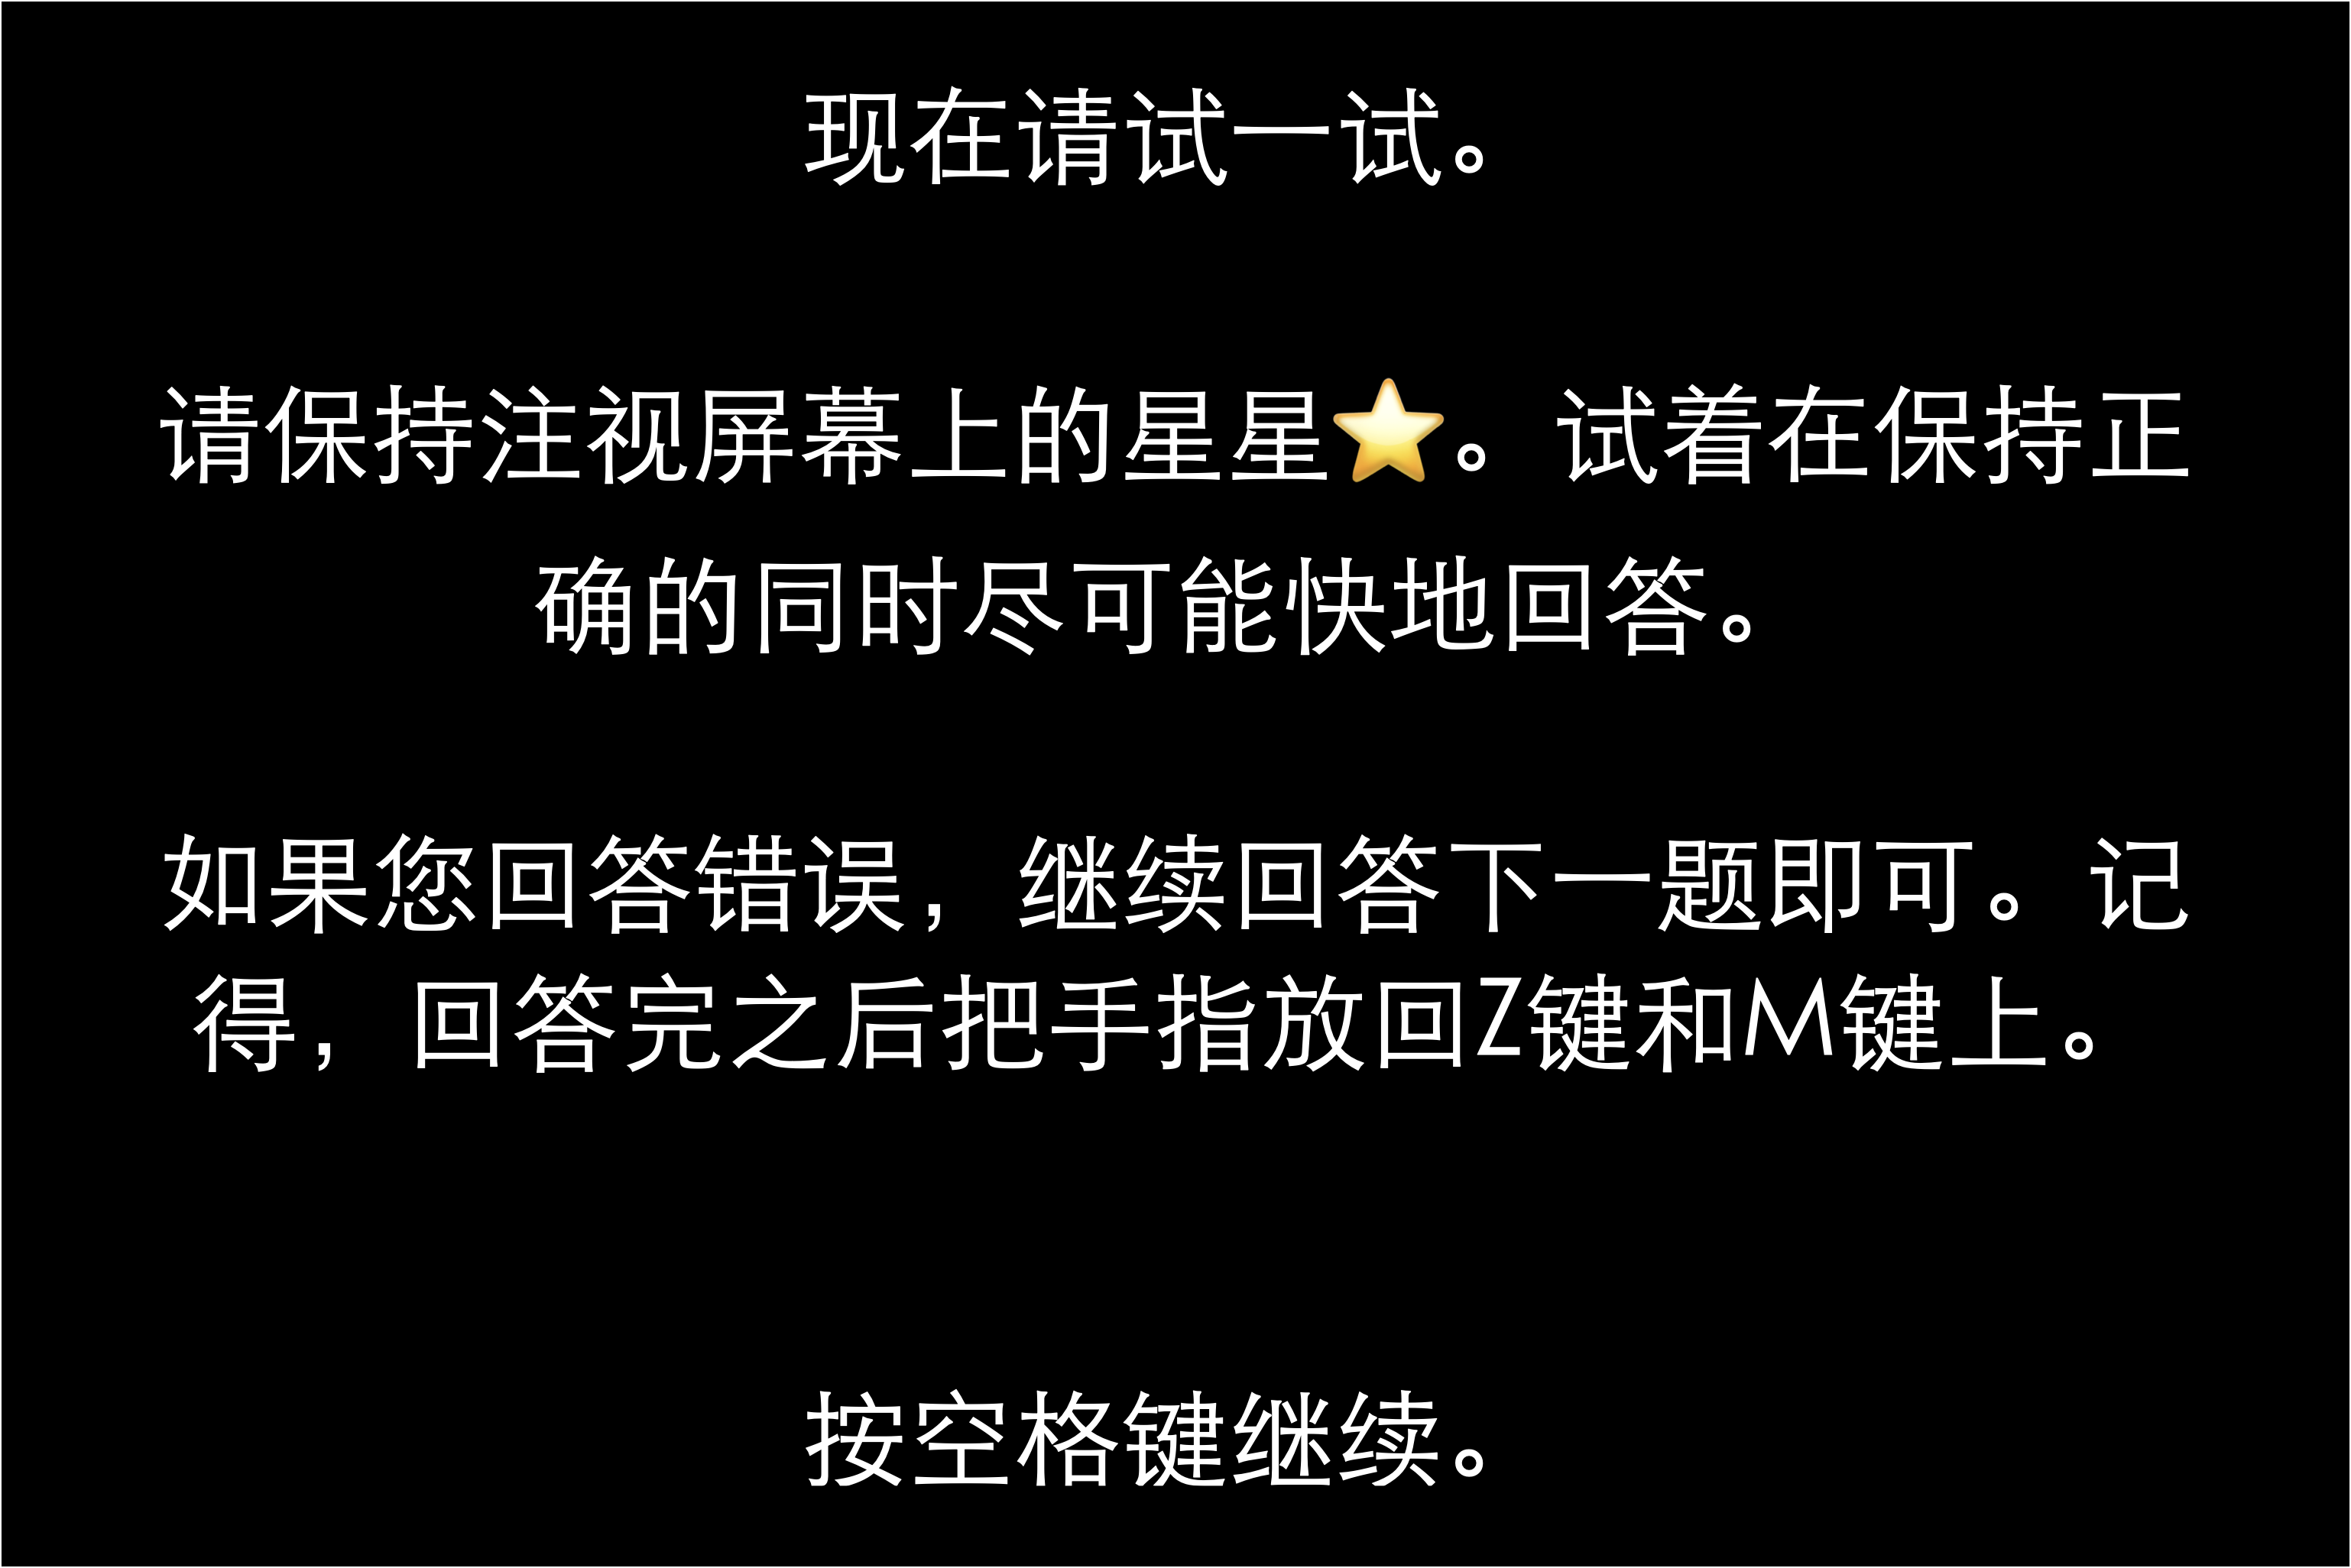 现在请试一试。
请保持注视屏幕上的星星⭐。试着在保持正
确的同时尽可能快地回答。
如果您回答错误，继续回答下一题即可。记
得，回答完之后把手指放回Z键和M键上。
按空格键继续。